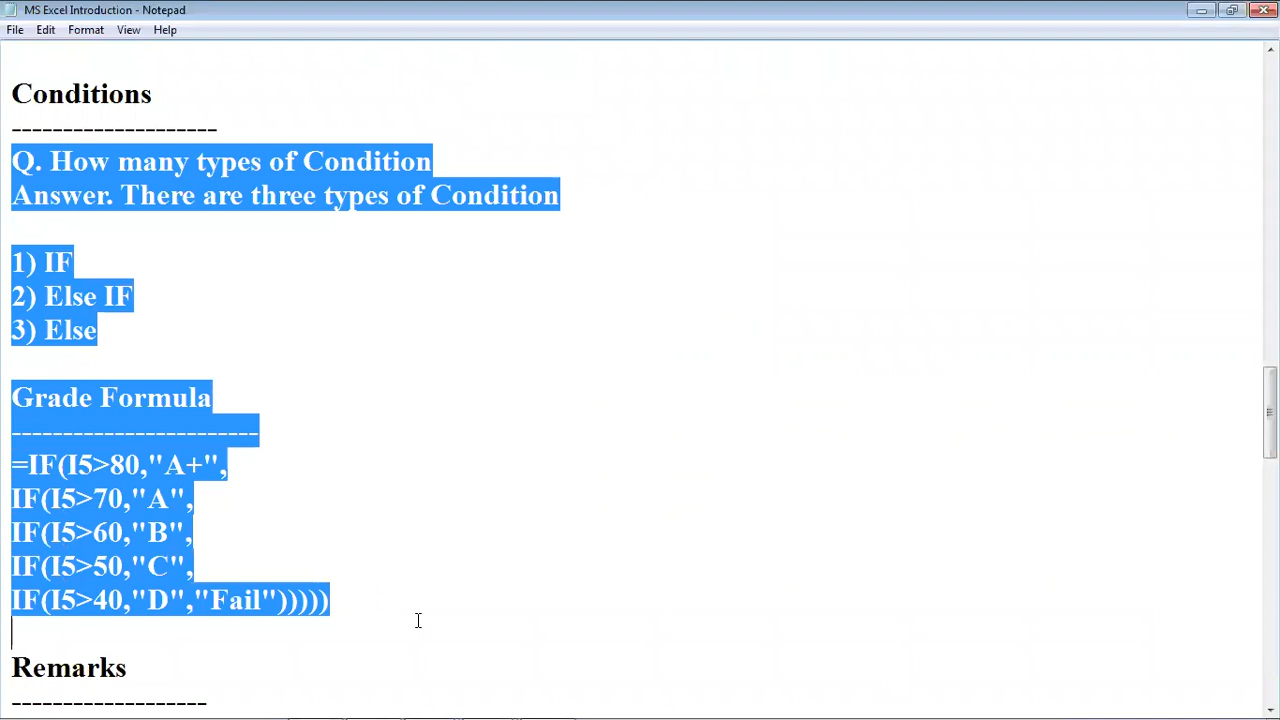 MS Excel Introduction - Notepad
File Edit Format View Help
Conditions
--------------------
Q. How many types of Condition
Answer. There are three types of Condition
1) IF
2) Else IF
3) Else
Grade Formula
------------------------
=IF(I5>80,"A+",
IF(I5>70,"A",
IF(I5>60,"B",
IF(I5>50,"C",
IF(I5>40,"D","Fail")))))
Remarks
-------------------